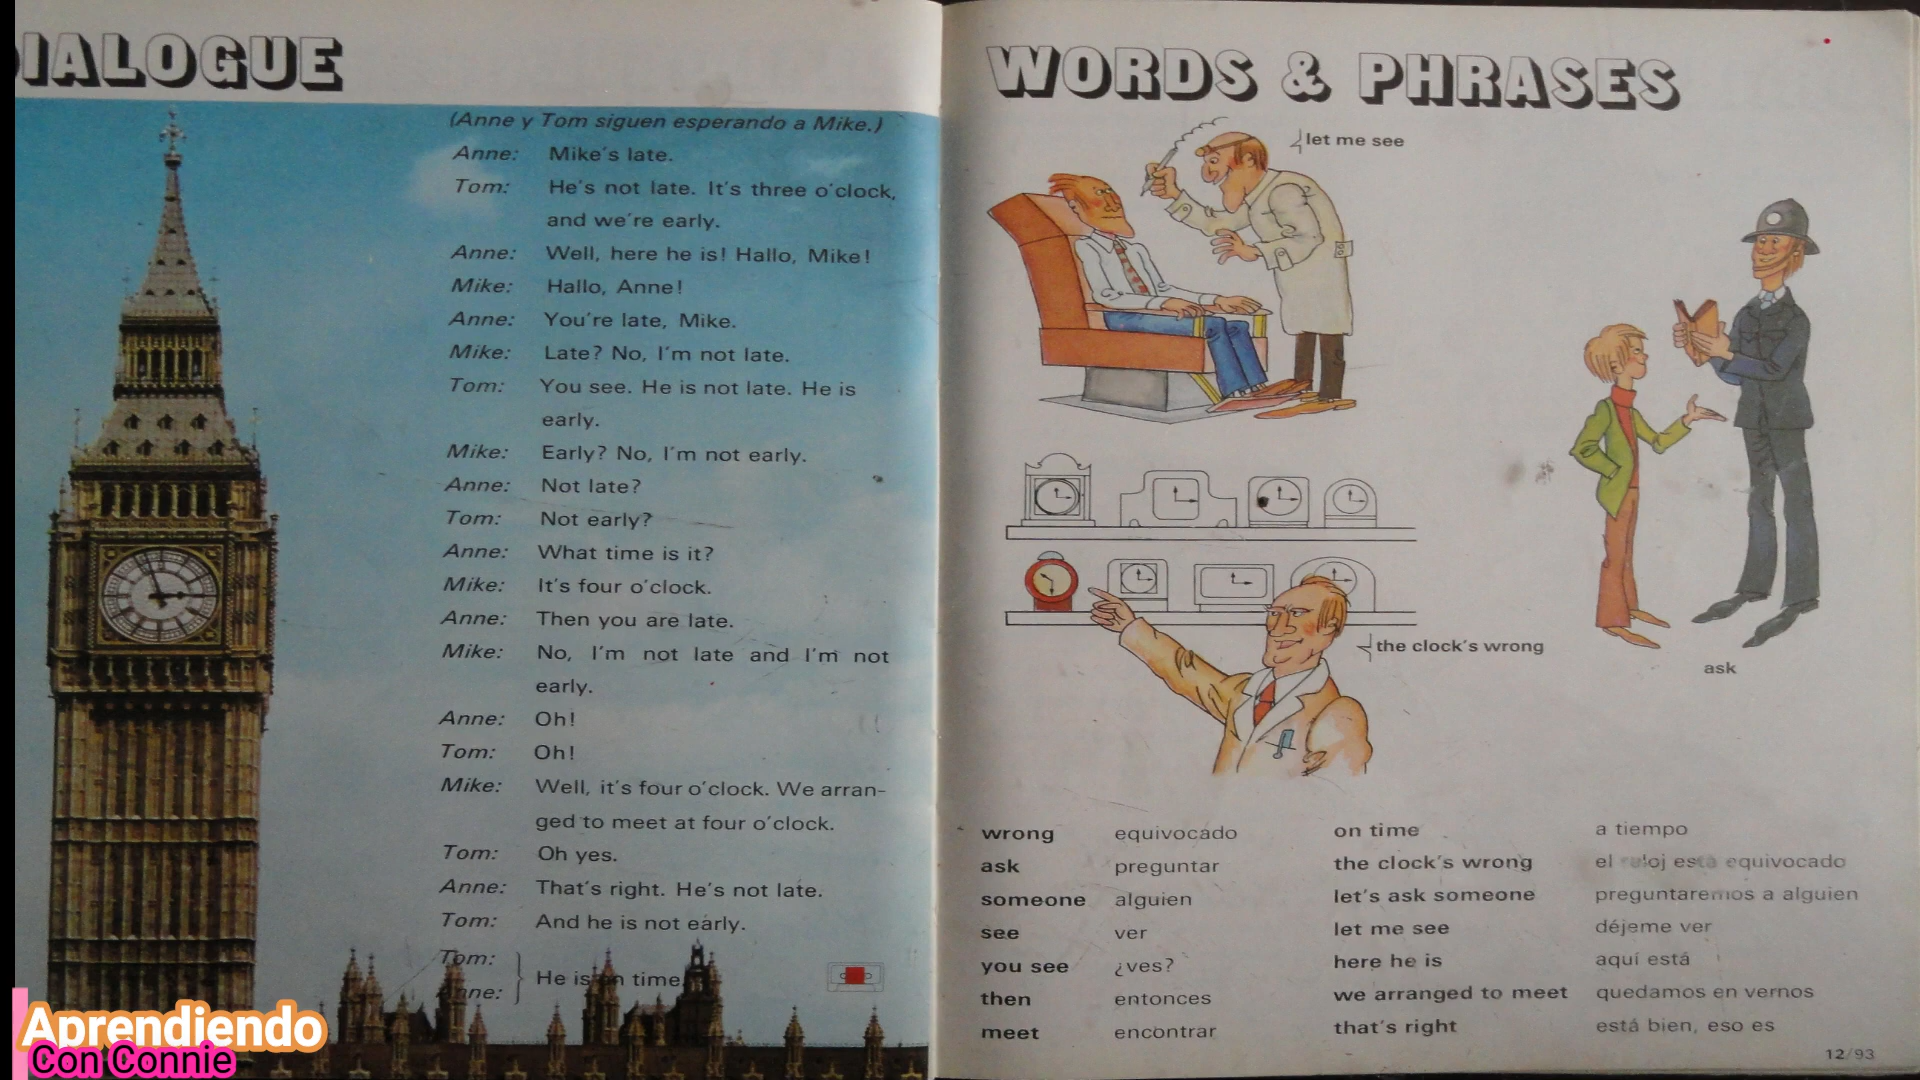 DIALOGUE
(Anne y Tom siguen esperando a Mike.)
Anne: Mike's late.
Tom: He's not late. It's three o'clock,
and we're early.
Anne: Well, here he is! Hallo, Mike!
Mike: Hallo, Anne!
Anne: You're late, Mike.
Mike: Late? No, I'm not late.
Tom: You see. He is not late. He is
early.
Mike: Early? No, I'm not early.
Anne: Not late?
Tom: Not early?
Anne: What time is it?
Mike: It's four o'clock.
Anne: Then you are late.
Mike: No, I'm not late and I'm not
early.
Anne: Oh!
Tom: Oh!
Mike: Well, it's four o'clock. We arran-
ged to meet at four o'clock.
Tom: Oh yes.
Anne: That's right. He's not late.
Tom: And he is not early.
Tom:
Anne:
He is on time.
Aprendiendo
Con Connie
WORDS & PHRASES
let me see
ask
the clock's wrong
wrong equivocado
ask preguntar
someone alguien
see ver
you see ¿ves?
then entonces
meet encontrar
on time a tiempo
the clock's wrong el reloj está equivocado
let's ask someone preguntaremos a alguien
let me see déjeme ver
here he is aquí está
we arranged to meet quedamos en vernos
that's right está bien, eso es
12/93